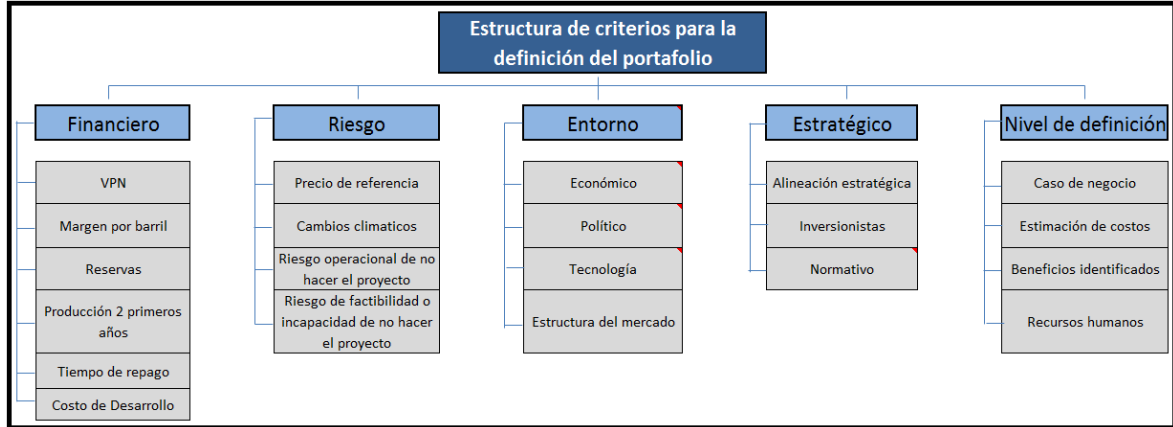 Estructura de criterios para la
definición del portafolio
Financiero
VPN
Margen por barril
Reservas
Producción 2 primeros
años
Tiempo de repago
Costo de Desarrollo
Riesgo
Precio de referencia
Cambios climaticos
Riesgo operacional de no
hacer el proyecto
Riesgo de factibilidad o
incapacidad de no hacer
el proyecto
Entorno
Económico
Político
Tecnología
Estructura del mercado
Estratégico
Alineación estratégica
Inversionistas
Normativo
Nivel de definición
Caso de negocio
Estimación de costos
Beneficios identificados
Recursos humanos